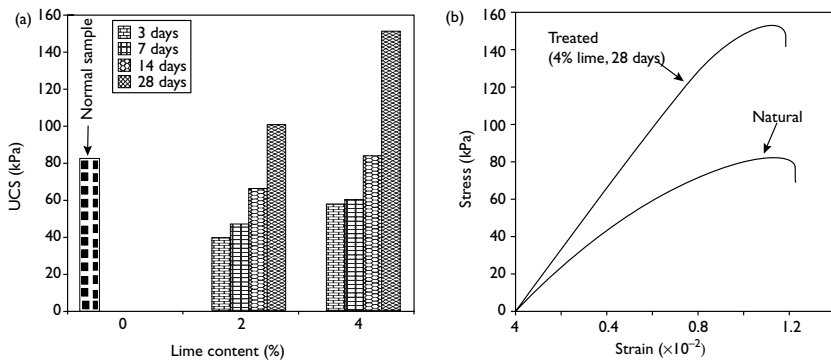 (a)
160
140
120
100
80
60
40
20
0
UCS (kPa)
Normal sample
3 days
7 days
14 days
28 days
0 2 4
Lime content (%)
(b)
160
140
120
100
80
60
40
20
0
Stress (kPa)
Treated
(4% lime, 28 days)
Natural
4 0.4 0.8 1.2
Strain (×10⁻²)